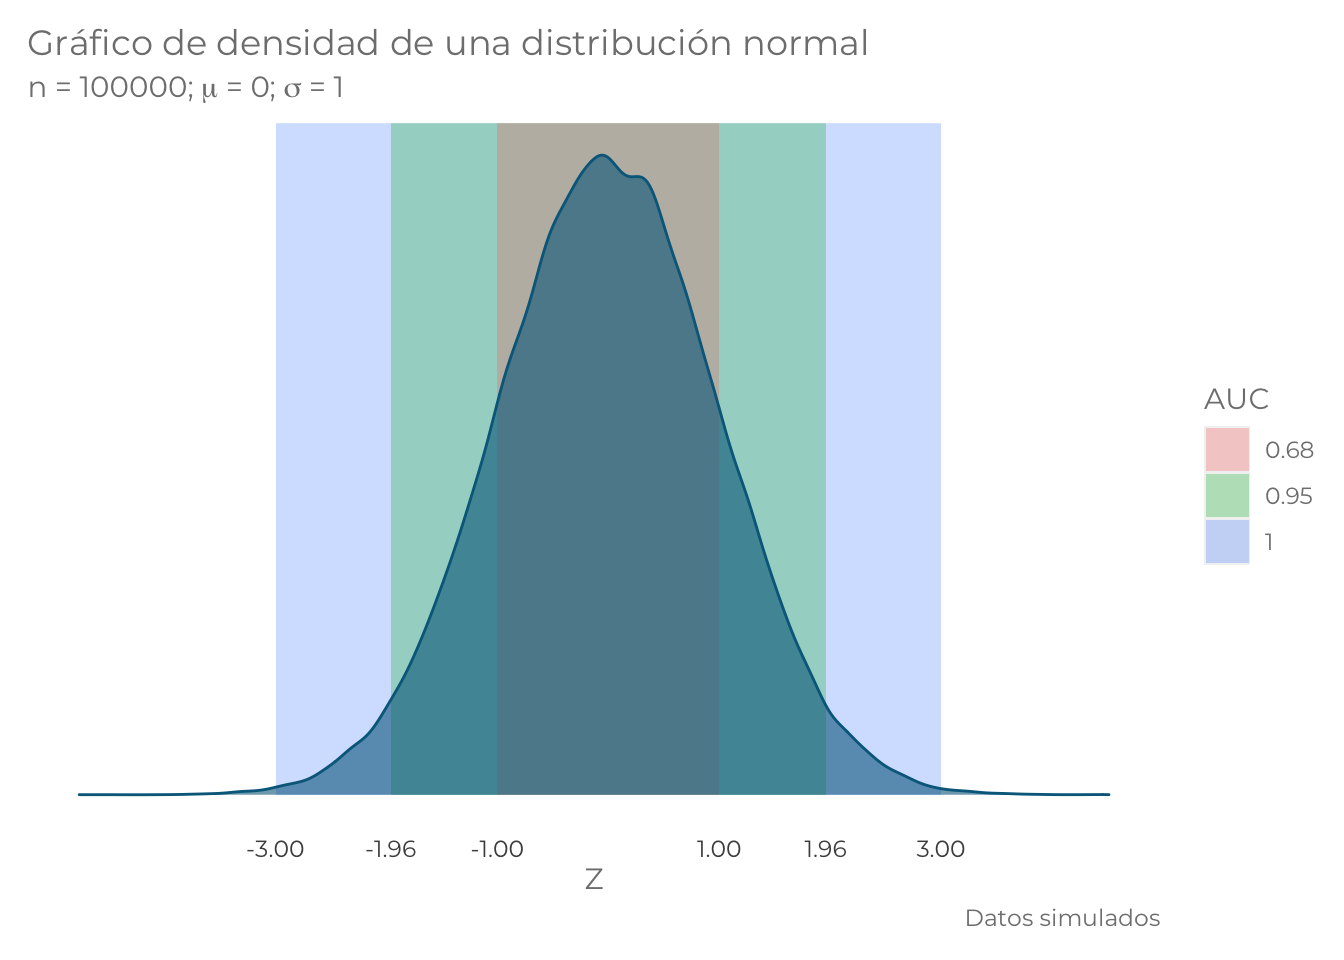 Gráfico de densidad de una distribución normal
n = 100000; μ = 0; σ = 1
AUC
0.68
0.95
1
-3.00 -1.96 -1.00 1.00 1.96 3.00
Z
Datos simulados